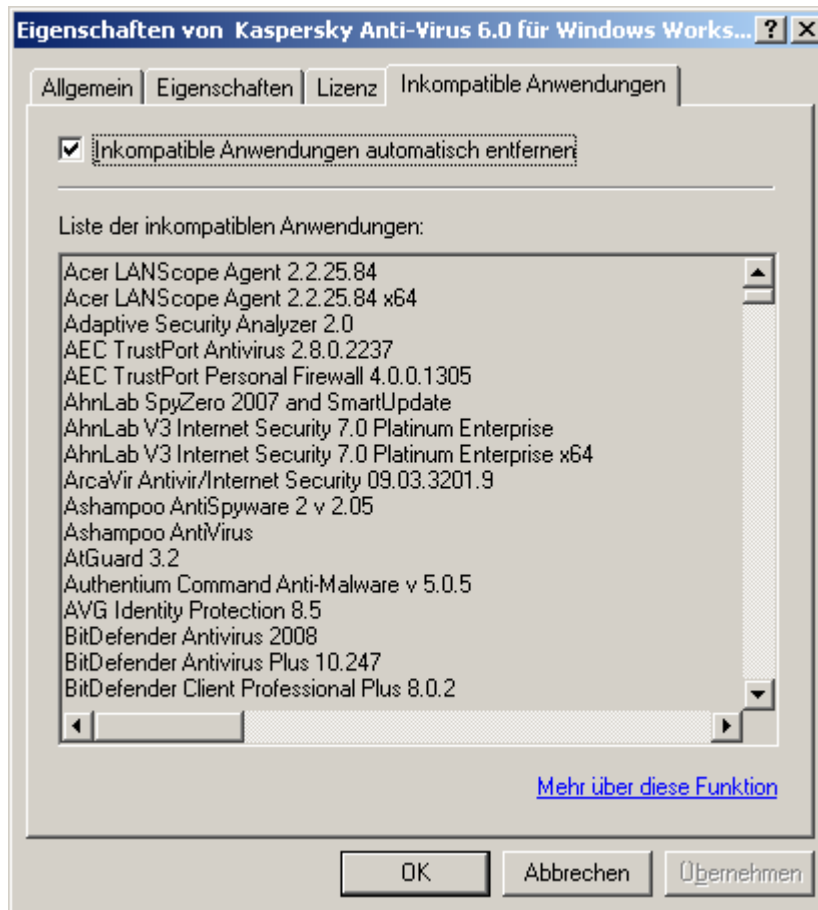 Eigenschaften von Kaspersky Anti-Virus 6.0 für Windows Works...
Allgemein
Eigenschaften
Lizenz
Inkompatible Anwendungen
Inkompatible Anwendungen automatisch entfernen
Liste der inkompatiblen Anwendungen:
Acer LANScope Agent 2.2.25.84
Acer LANScope Agent 2.2.25.84 x64
Adaptive Security Analyzer 2.0
AEC TrustPort Antivirus 2.8.0.2237
AEC TrustPort Personal Firewall 4.0.0.1305
AhnLab SpyZero 2007 and SmartUpdate
AhnLab V3 Internet Security 7.0 Platinum Enterprise
AhnLab V3 Internet Security 7.0 Platinum Enterprise x64
ArcaVir Antivir/Internet Security 09.03.3201.9
Ashampoo AntiSpyware 2 v 2.05
Ashampoo AntiVirus
AtGuard 3.2
Authentium Command Anti-Malware v 5.0.5
AVG Identity Protection 8.5
BitDefender Antivirus 2008
BitDefender Antivirus Plus 10.247
BitDefender Client Professional Plus 8.0.2
Mehr über diese Funktion
OK
Abbrechen
Übernehmen